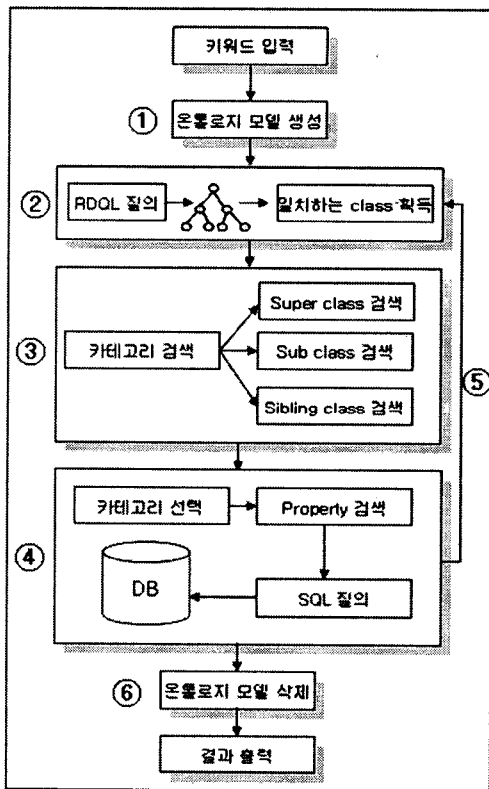 키워드 입력
① 온톨로지 모델 생성
② RDQL 질의 일치하는 class 획득
③ 카테고리 검색
Super class 검색
Sub class 검색
Sibling class 검색
⑤
④ 카테고리 선택 Property 검색
DB SQL 질의
⑥ 온톨로지 모델 삭제
결과 출력